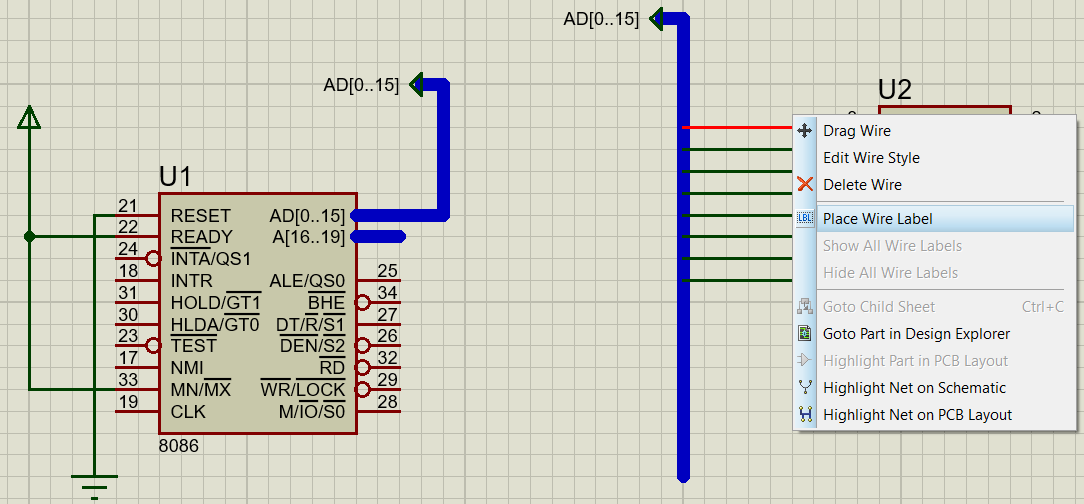 AD[0..15]
AD[0..15]
U2
U1
21
RESET
AD[0..15]
22
READY
A[16..19]
24
INTA/QS1
18
INTR
ALE/QS0
25
31
HOLD/GT1
BHE
34
30
HLDA/GT0
DT/R/S1
27
23
TEST
DEN/S2
26
17
NMI
RD
32
33
MN/MX
WR/LOCK
29
19
CLK
M/IO/S0
28
8086
Drag Wire
Edit Wire Style
Delete Wire
LBL
Place Wire Label
Show All Wire Labels
Hide All Wire Labels
Goto Child Sheet Ctrl+C
Goto Part in Design Explorer
Highlight Part in PCB Layout
Highlight Net on Schematic
Highlight Net on PCB Layout